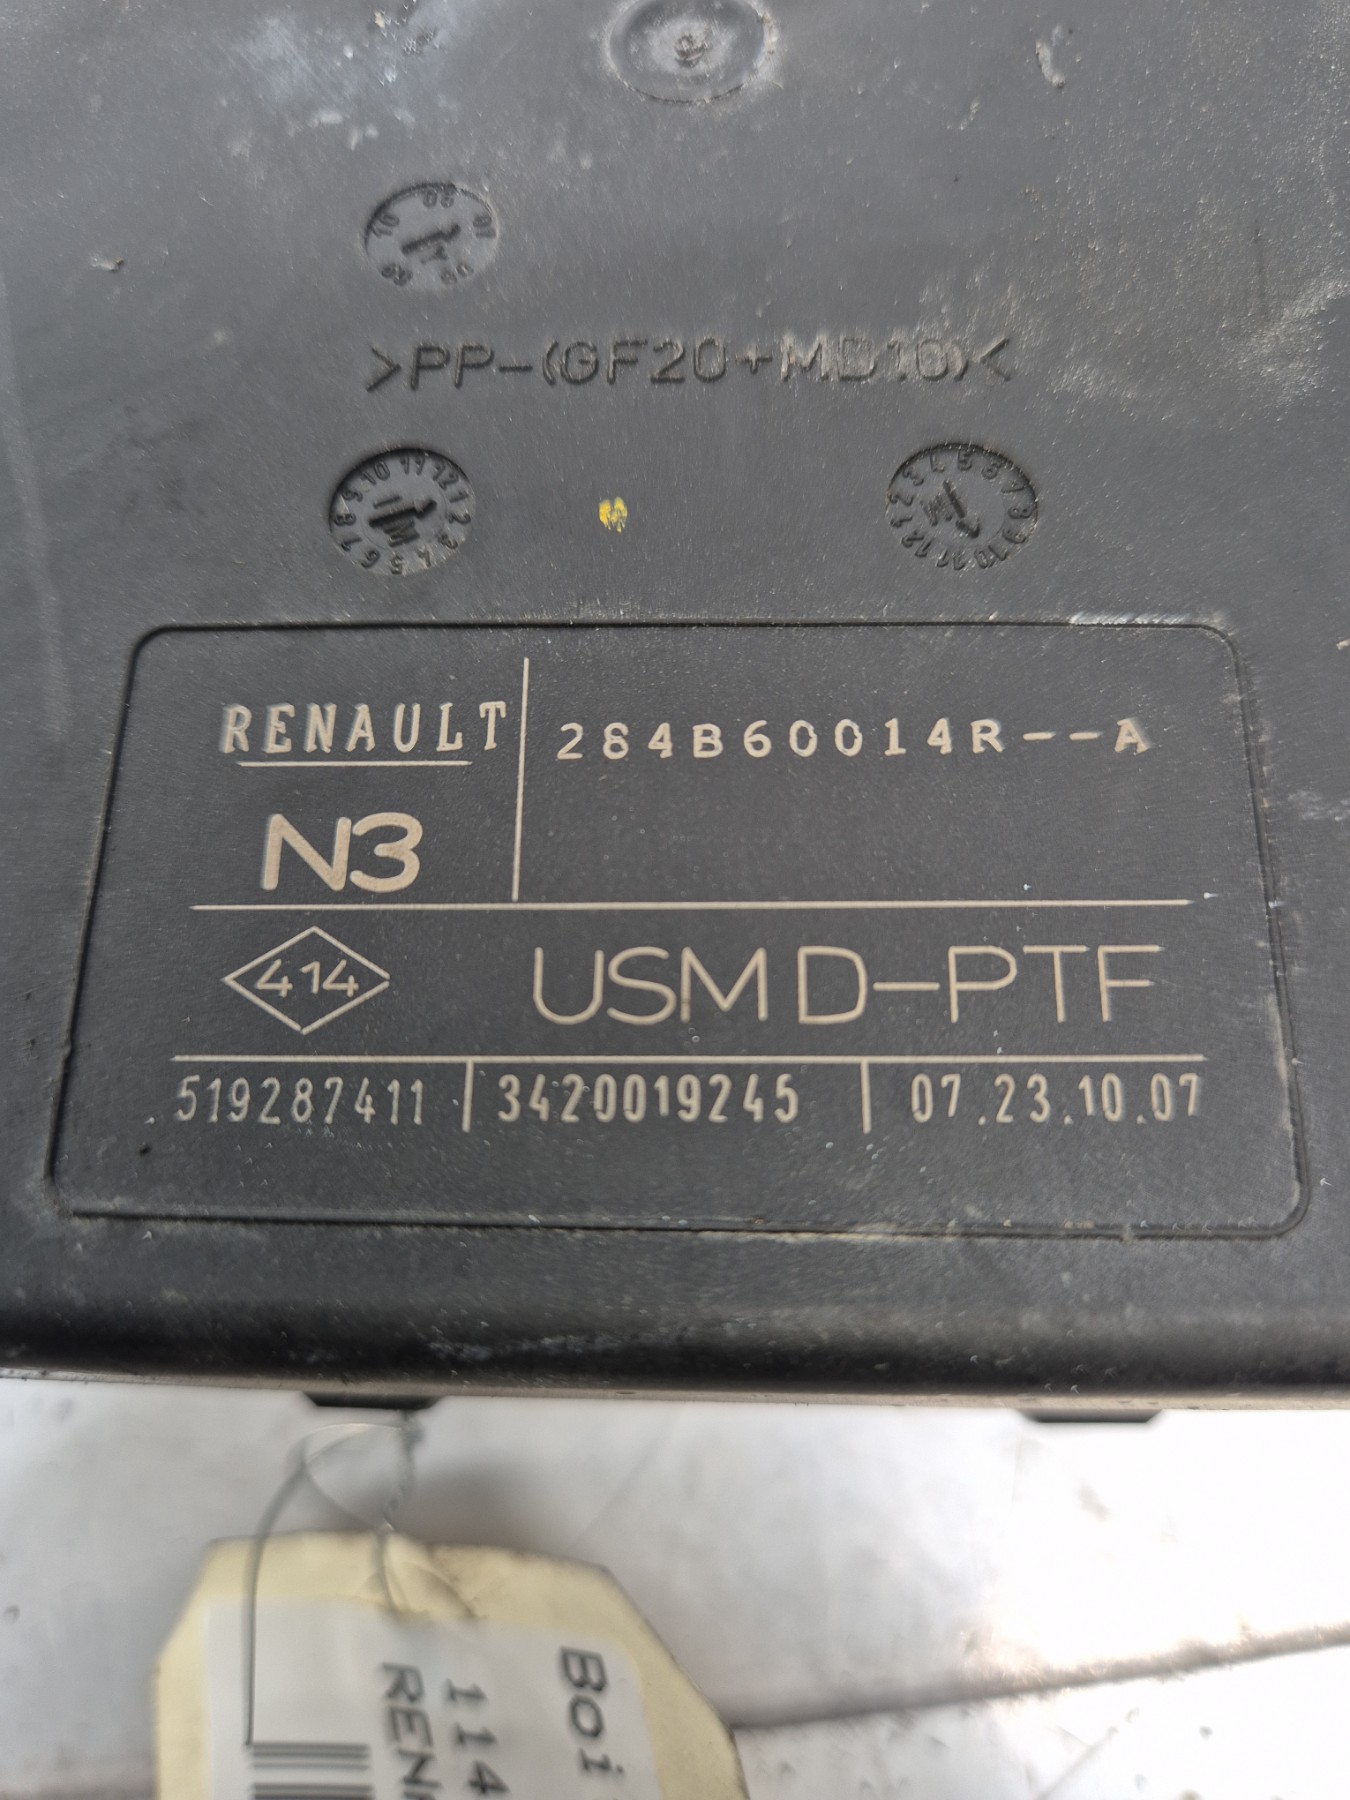 >PP-(GF20+MD10)<
RENAULT
284B60014R--A
N3
414
USM D-PTF
519287411
3420019245
07.23.10.07
Boi
114
REN